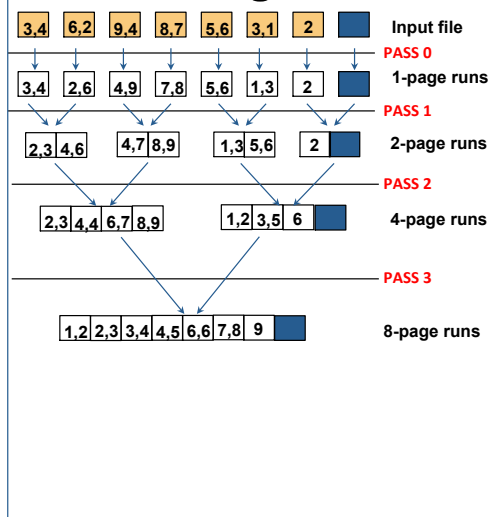 3,4 6,2 9,4 8,7 5,6 3,1 2 Input file
PASS 0
3,4 2,6 4,9 7,8 5,6 1,3 2 1-page runs
PASS 1
2,3 4,6 4,7 8,9 1,3 5,6 2 2-page runs
PASS 2
2,3 4,4 6,7 8,9 1,2 3,5 6 4-page runs
PASS 3
1,2 2,3 3,4 4,5 6,6 7,8 9 8-page runs